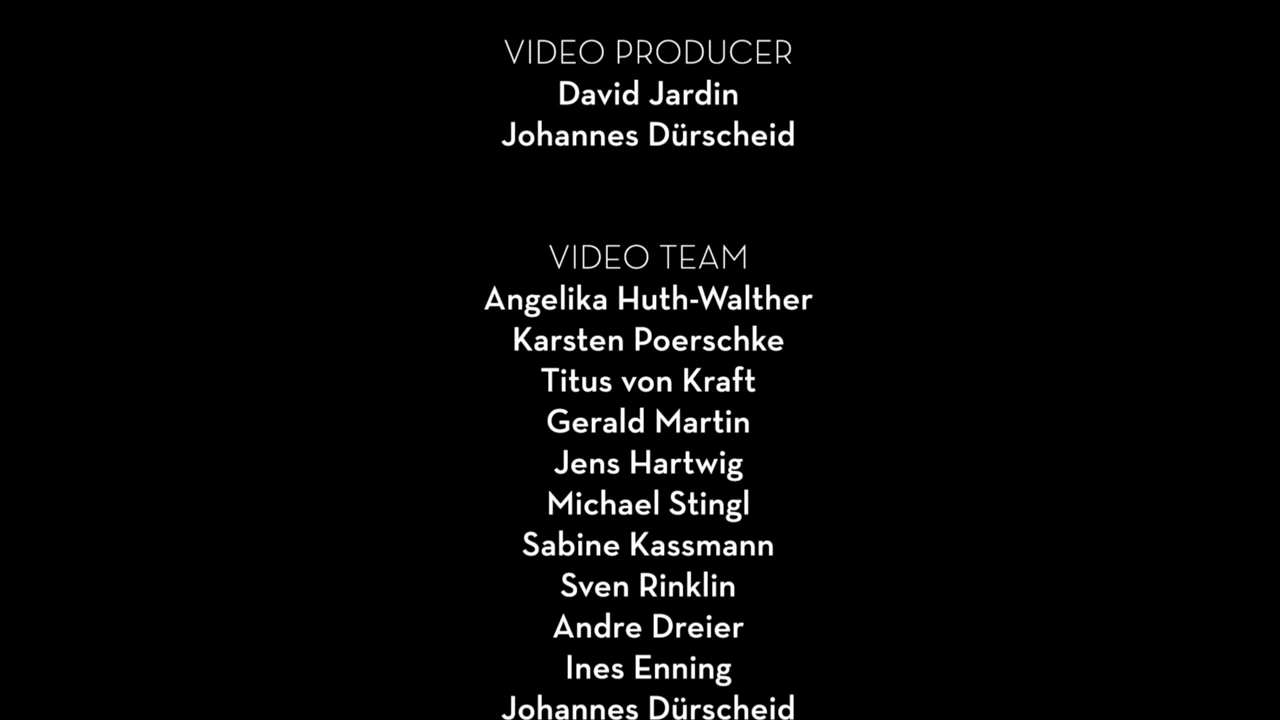 VIDEO PRODUCER
David Jardin
Johannes Dürscheid
VIDEO TEAM
Angelika Huth-Walther
Karsten Poerschke
Titus von Kraft
Gerald Martin
Jens Hartwig
Michael Stingl
Sabine Kassmann
Sven Rinklin
Andre Dreier
Ines Enning
Johannes Dürscheid